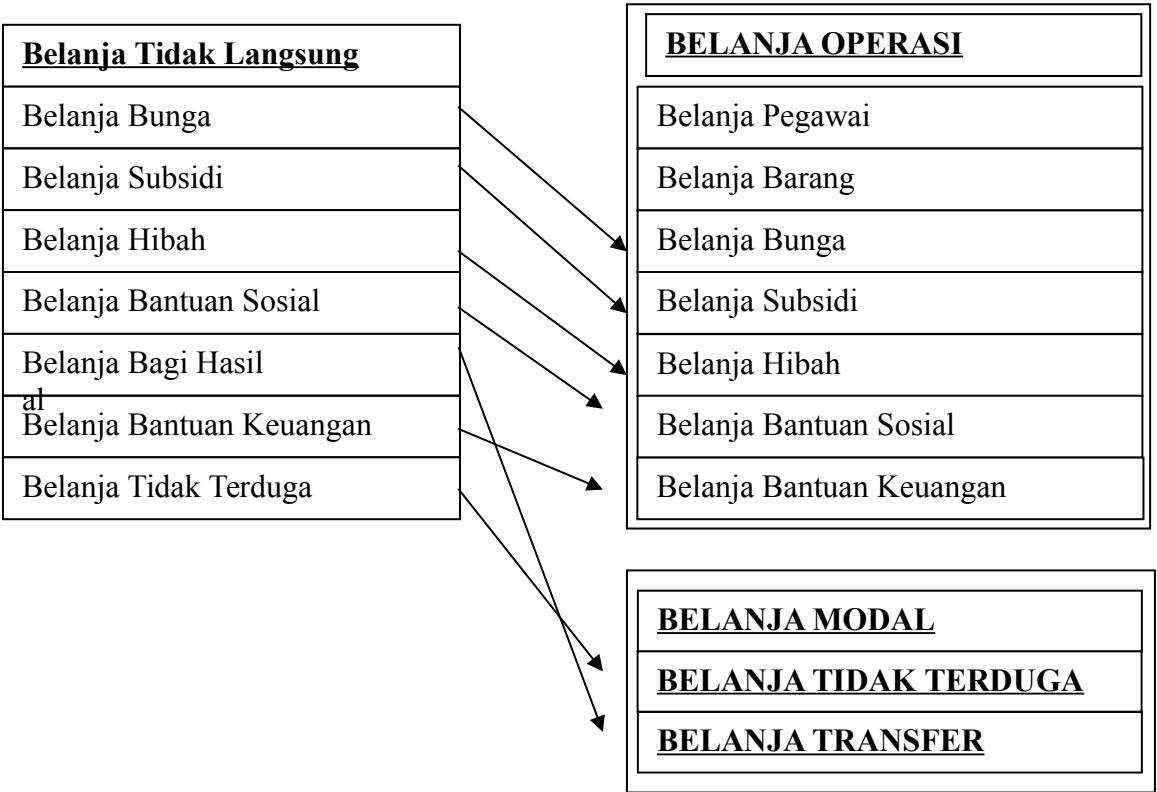 Belanja Tidak Langsung
Belanja Bunga
Belanja Subsidi
Belanja Hibah
Belanja Bantuan Sosial
Belanja Bagi Hasil
al
Belanja Bantuan Keuangan
Belanja Tidak Terduga
BELANJA OPERASI
Belanja Pegawai
Belanja Barang
Belanja Bunga
Belanja Subsidi
Belanja Hibah
Belanja Bantuan Sosial
Belanja Bantuan Keuangan
BELANJA MODAL
BELANJA TIDAK TERDUGA
BELANJA TRANSFER